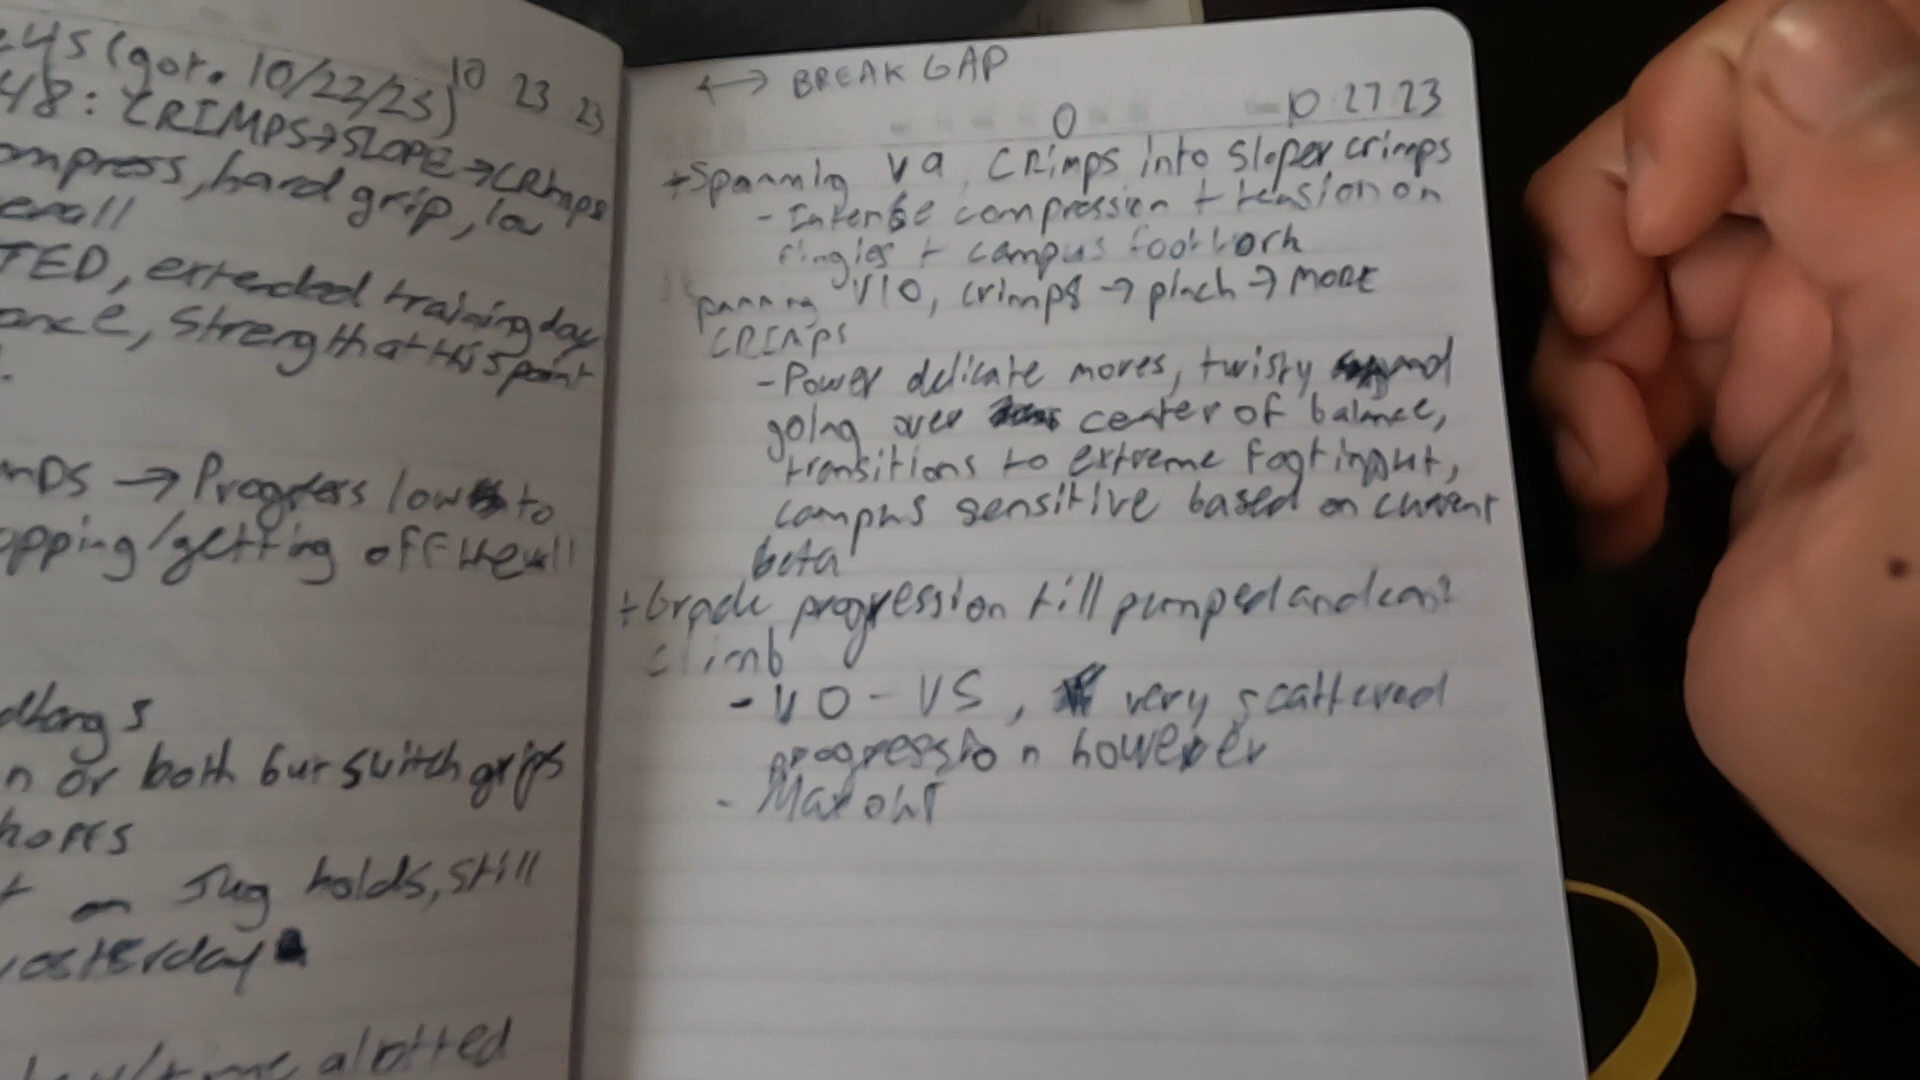 45 (got. 10/22/23) 10 23 23
48: CRIMPS→SLOPE→CRImps
ompress, hard grip, low
erall
TED, extended training day
ance, Strength at this point
→ Progress low to
opping/getting off the wall
n or both but switch grips
on Jug holds, still
yesterday
alotted
←→ BREAK GAP
0 10 27 23
+Spanning V9, CRimps into Sloper crimps
- Intense compression + tension on
fingies + campus footwork
panning V10, crimps → pinch → MORE
CRIMPS
- Power delicate moves, twisty and
going over center of balance,
transitions to extreme foot input,
campus sensitive based on current
beta
+Grade progression till pumped and cant
climb
- V0 - V5, very scattered
progression however
- Max out